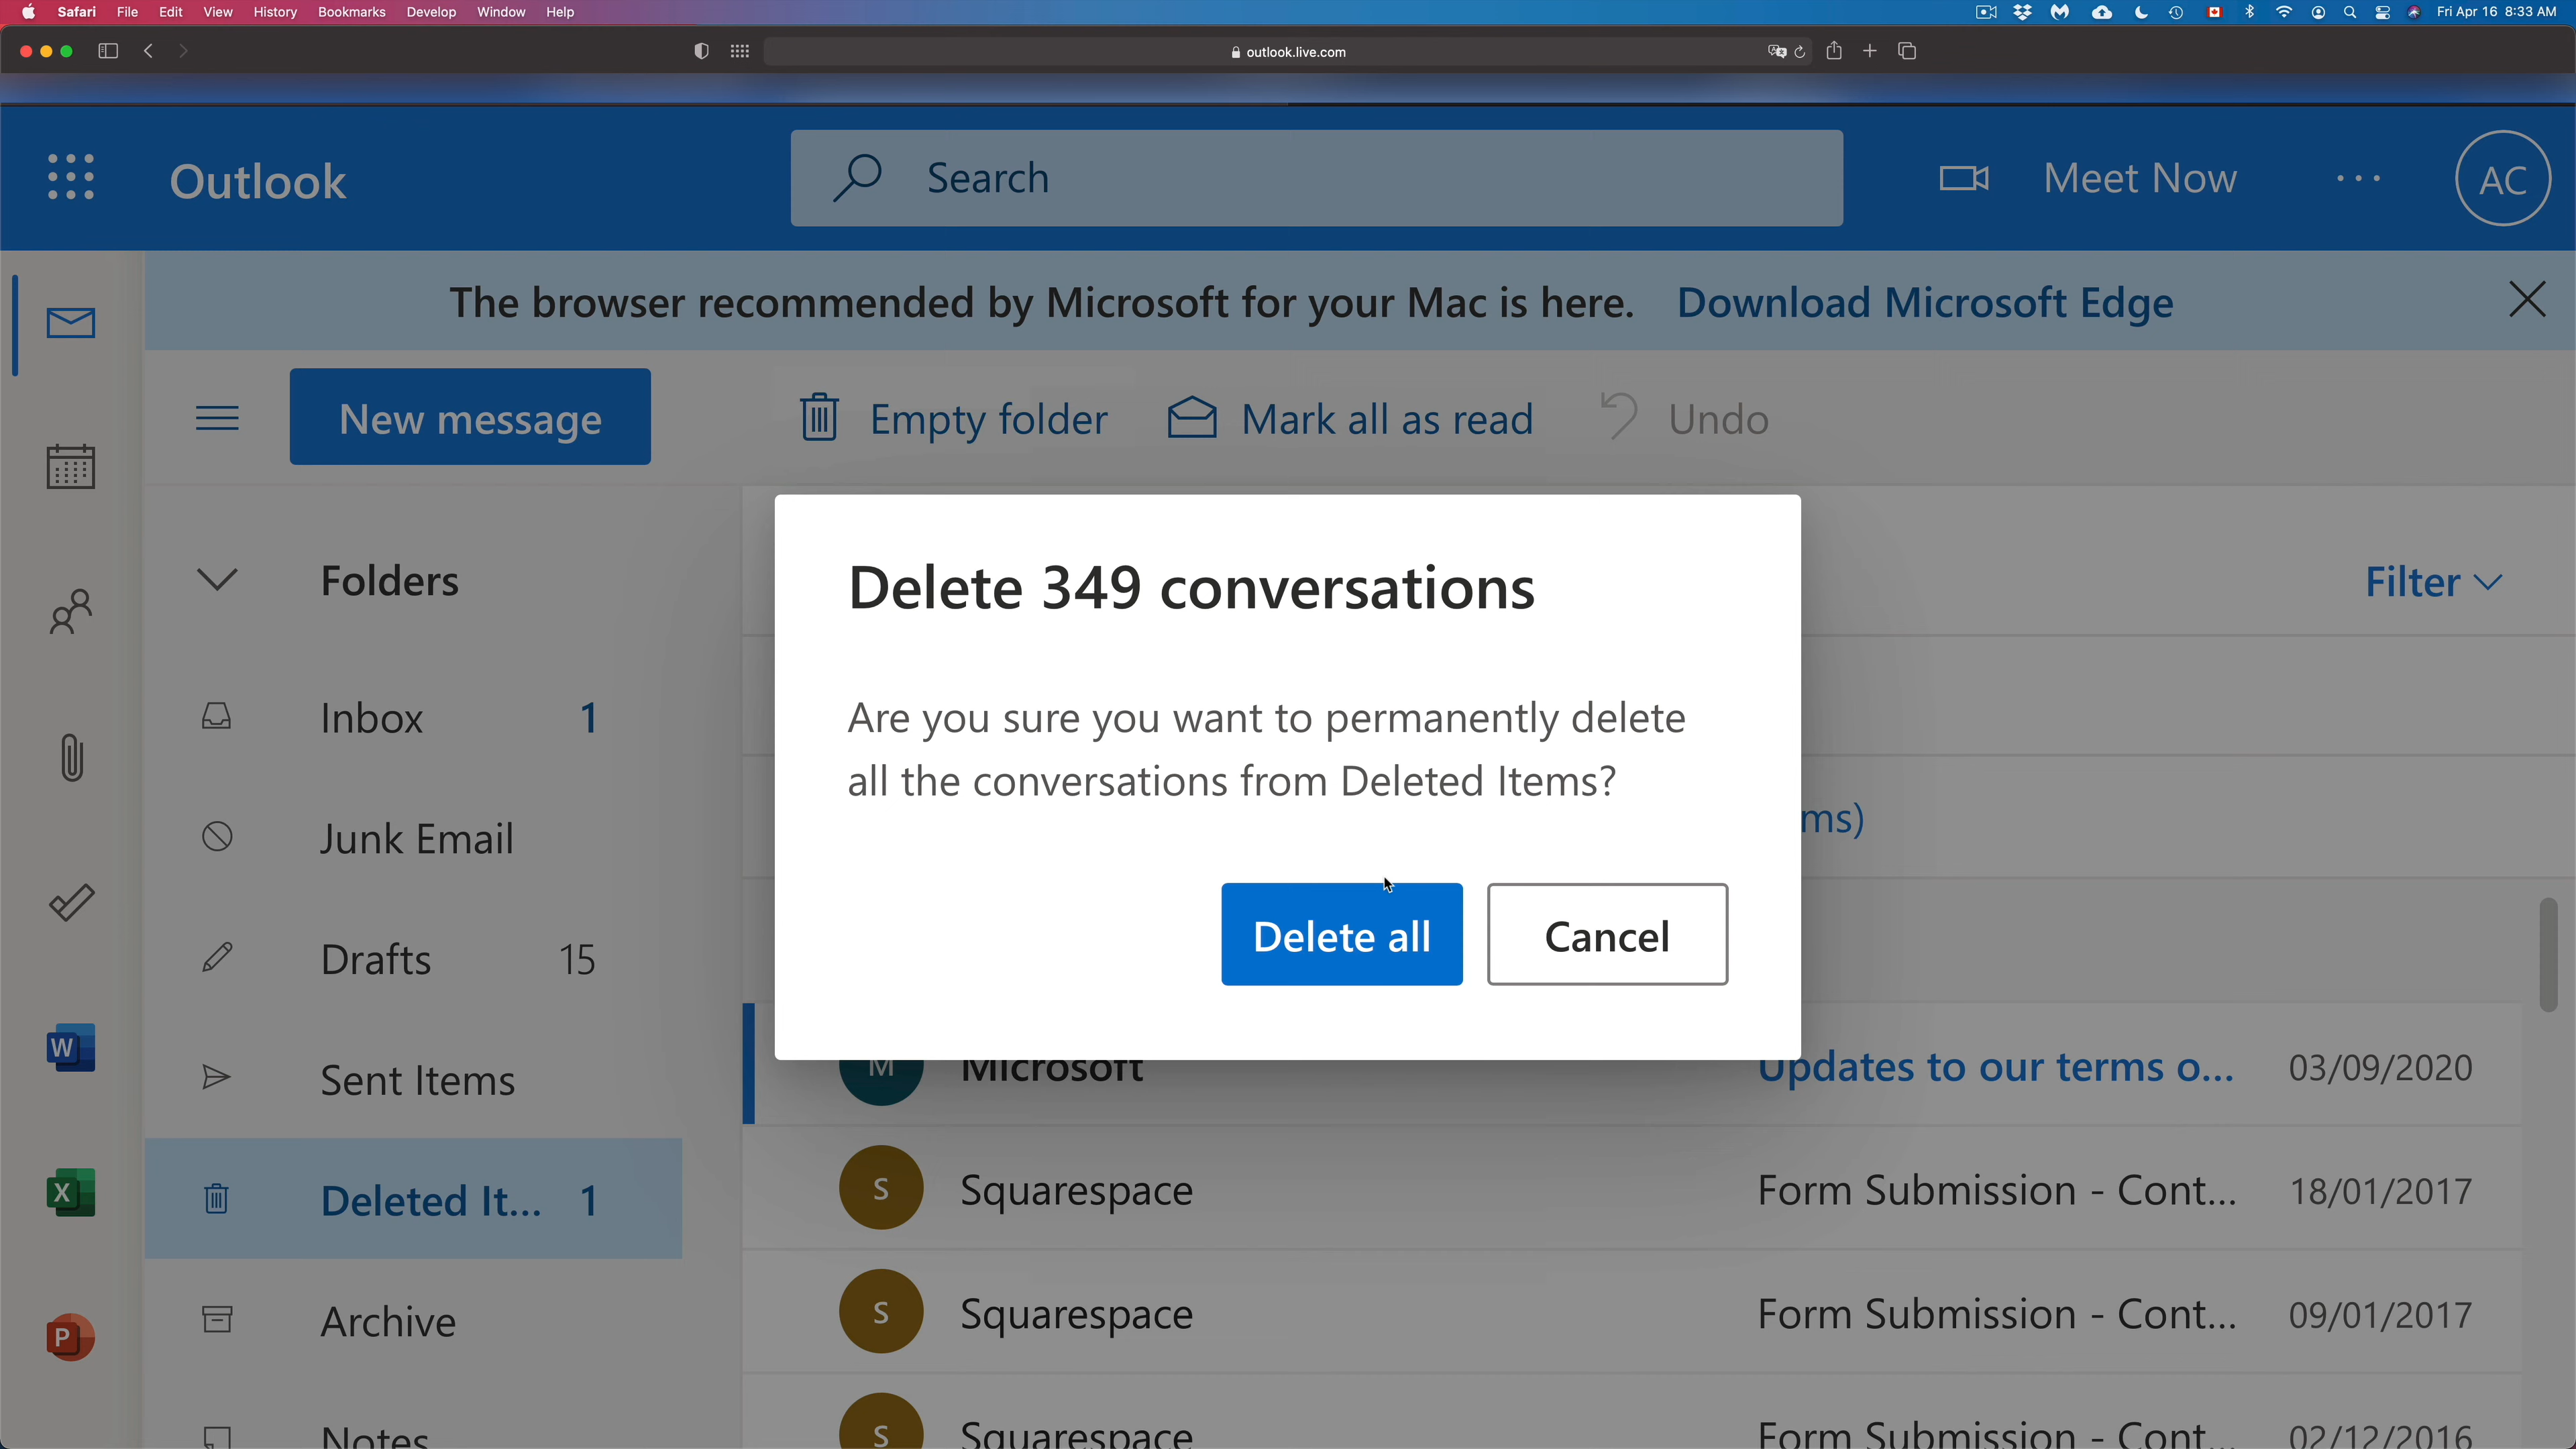 Safari File Edit View History Bookmarks Develop Window Help
Fri Apr 16 8:33 AM
outlook.live.com
Outlook
Search
Meet Now
AC
The browser recommended by Microsoft for your Mac is here. Download Microsoft Edge
New message
Empty folder
Mark all as read
Undo
Folders
Filter
Delete 349 conversations
Are you sure you want to permanently delete
all the conversations from Deleted Items?
Delete all
Cancel
ms)
Inbox 1
Junk Email
Drafts 15
Sent Items
Deleted It... 1
Archive
Notes
W
X
P
M Microsoft Updates to our terms o... 03/09/2020
S Squarespace Form Submission - Cont... 18/01/2017
S Squarespace Form Submission - Cont... 09/01/2017
S Squarespace Form Submission - Cont... 02/12/2016